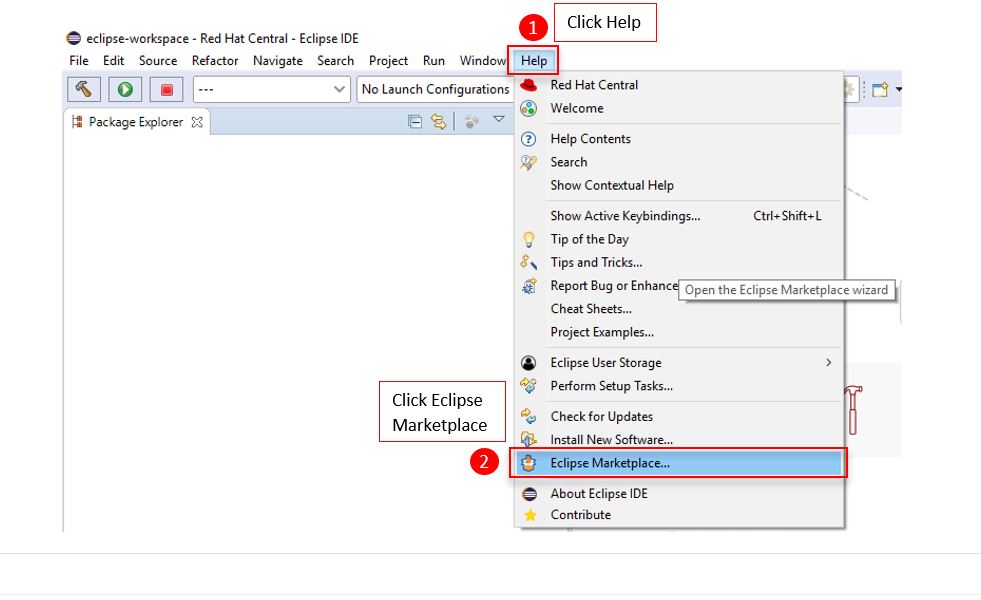 1
Click Help
eclipse-workspace - Red Hat Central - Eclipse IDE
File Edit Source Refactor Navigate Search Project Run Window Help
--- No Launch Configurations
Package Explorer
Red Hat Central
Welcome
Help Contents
Search
Show Contextual Help
Show Active Keybindings... Ctrl+Shift+L
Tip of the Day
Tips and Tricks...
Report Bug or Enhance
Open the Eclipse Marketplace wizard
Cheat Sheets...
Project Examples...
Eclipse User Storage
Perform Setup Tasks...
Click Eclipse
Marketplace
Check for Updates
Install New Software...
2
Eclipse Marketplace...
About Eclipse IDE
Contribute